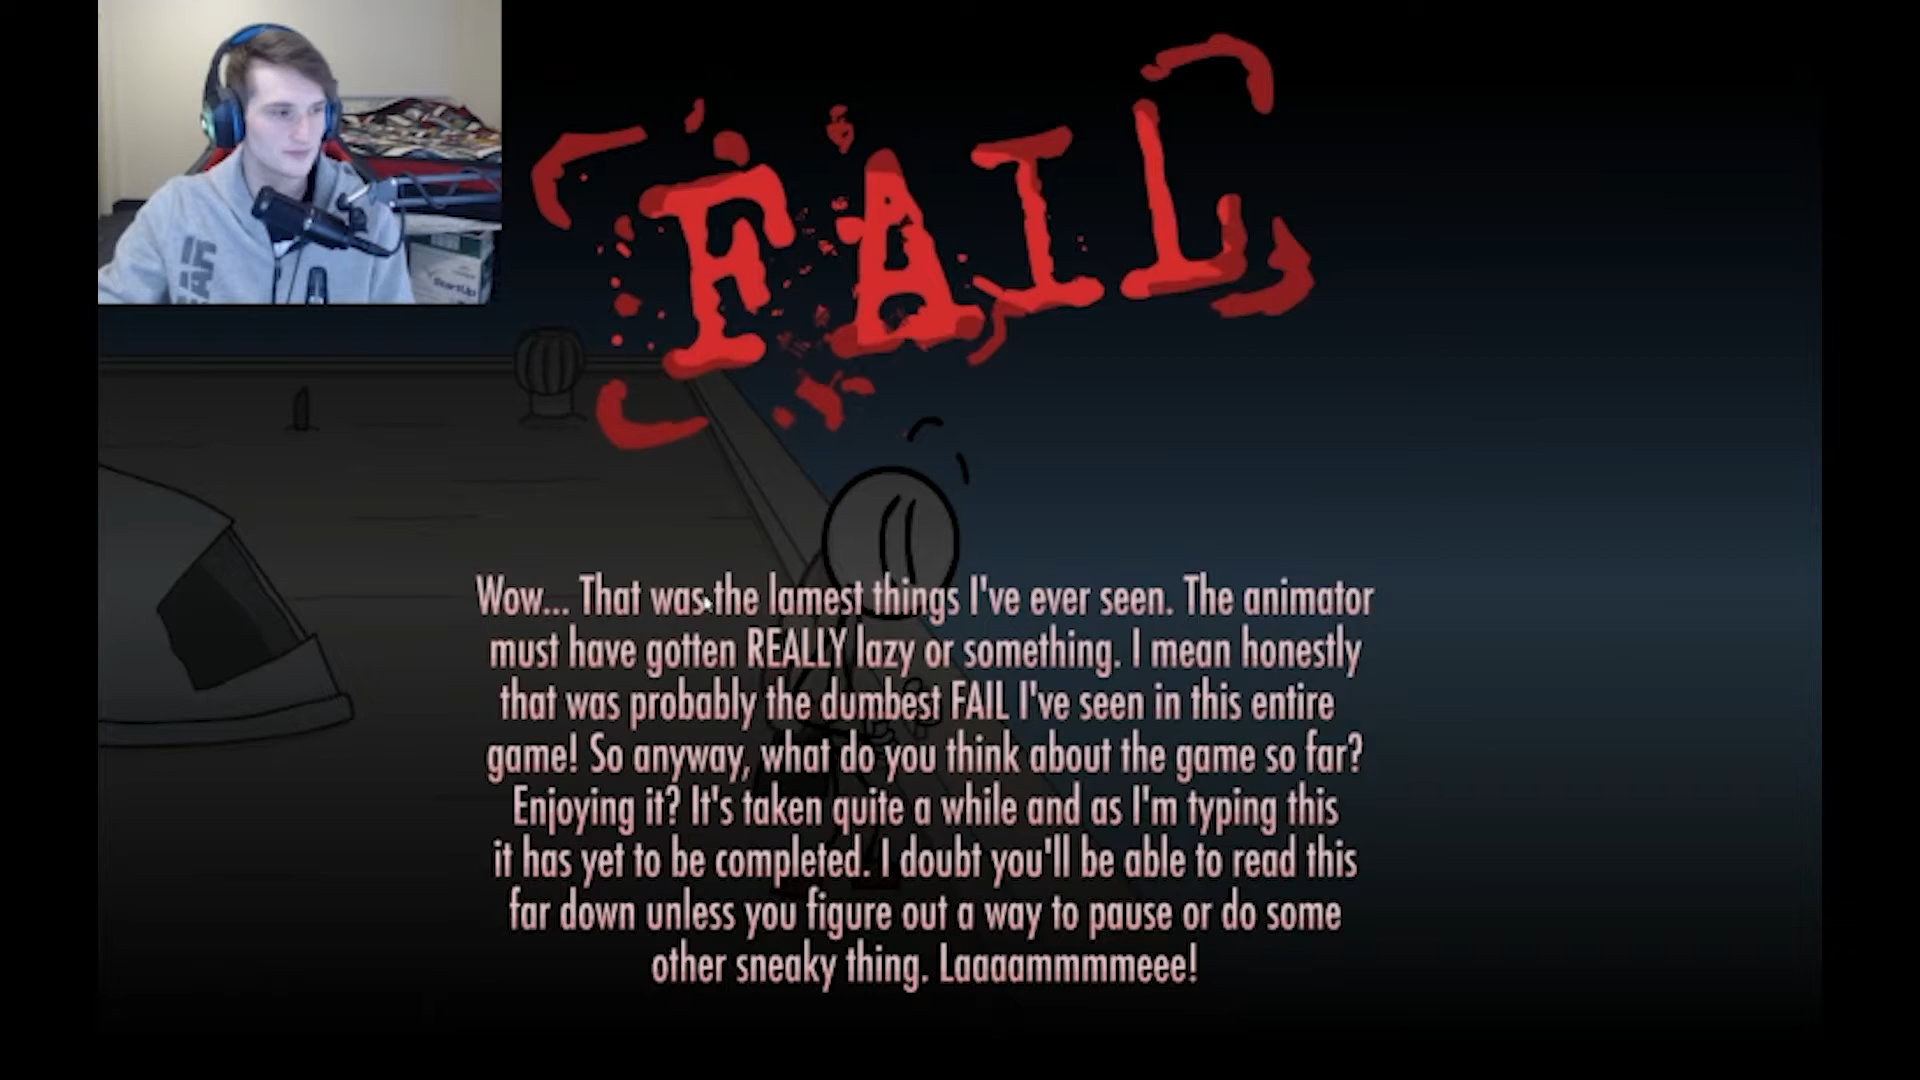 FAIL
StartUp
Wow... That was the lamest things I've ever seen. The animator
must have gotten REALLY lazy or something. I mean honestly
that was probably the dumbest FAIL I've seen in this entire
game! So anyway, what do you think about the game so far?
Enjoying it? It's taken quite a while and as I'm typing this
it has yet to be completed. I doubt you'll be able to read this
far down unless you figure out a way to pause or do some
other sneaky thing. Laaaammmmeee!